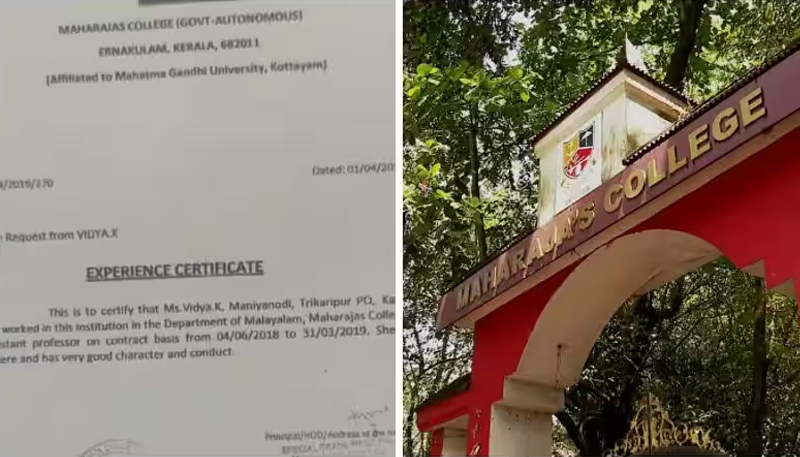 MAHARAJAS COLLEGE (GOVT-AUTONOMOUS)
ERNAKULAM, KERALA, 682011
(Affiliated to Mahatma Gandhi University, Kottayam)
Dated: 01/04/20
/2019/270
Request from VIDYA.K
EXPERIENCE CERTIFICATE
This is to certify that Ms.Vidya.K, Maniyanodi, Trikaripur PO, Ka
worked in this institution in the Department of Malayalam, Maharajas Colle
stant professor on contract basis from 04/06/2018 to 31/03/2019. She
ere and has very good character and conduct.
Principal/HOD/Address of the
MAHARAJA'S COLLEGE